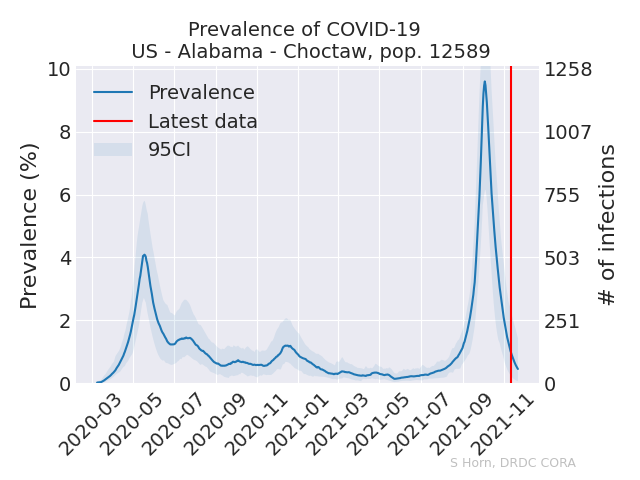 Prevalence of COVID-19
US - Alabama - Choctaw, pop. 12589
Prevalence
Latest data
95CI
Prevalence (%)
10
8
6
4
2
0
1258
1007
755
503
251
0
# of infections
2020-03
2020-05
2020-07
2020-09
2020-11
2021-01
2021-03
2021-05
2021-07
2021-09
2021-11
S Horn, DRDC CORA